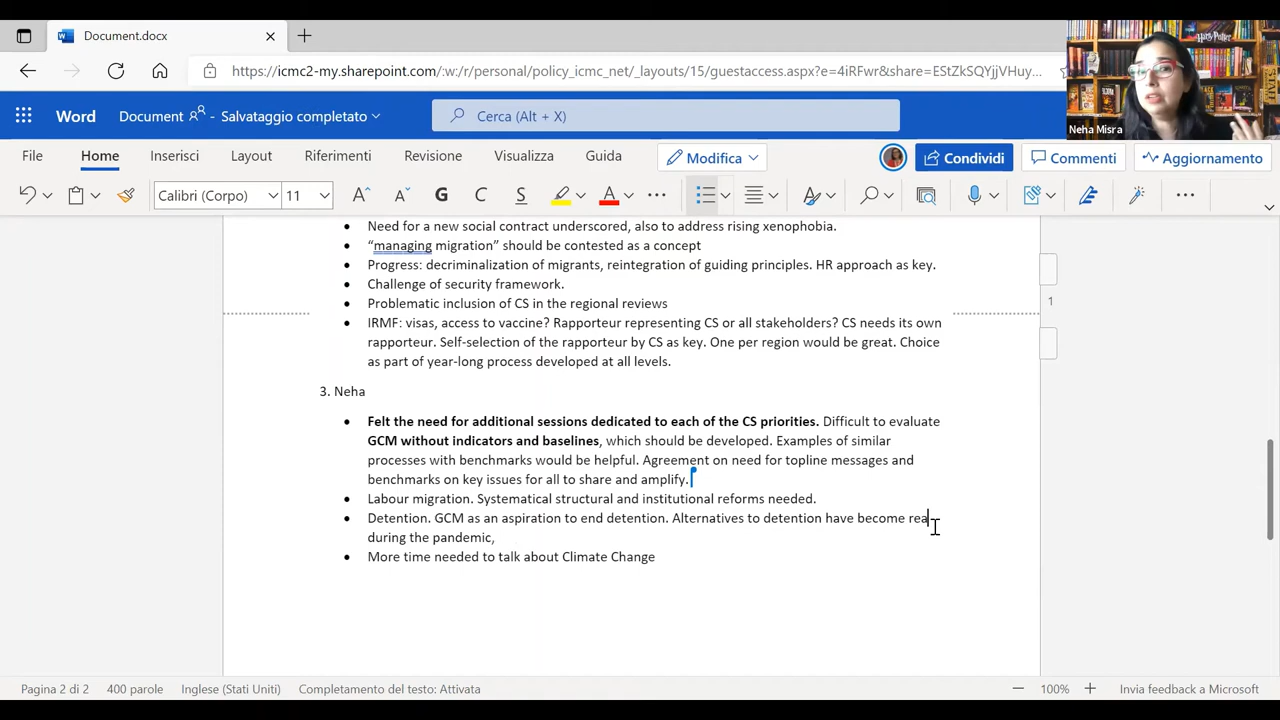 Document.docx
https://icmc2-my.sharepoint.com/:w:/r/personal/policy_icmc_net/_layouts/15/guestaccess.aspx?e=4iRFwr&share=EStZkSQYjjVHuy...
Harry Potter
Neha Misra
Word Document - Salvataggio completato
Cerca (Alt + X)
File Home Inserisci Layout Riferimenti Revisione Visualizza Guida Modifica Condividi Commenti Aggiornamento
Calibri (Corpo) 11 A A G C S A
Need for a new social contract underscored, also to address rising xenophobia.
“managing migration” should be contested as a concept
Progress: decriminalization of migrants, reintegration of guiding principles. HR approach as key.
Challenge of security framework.
Problematic inclusion of CS in the regional reviews
1
IRMF: visas, access to vaccine? Rapporteur representing CS or all stakeholders? CS needs its own
rapporteur. Self-selection of the rapporteur by CS as key. One per region would be great. Choice
as part of year-long process developed at all levels.
3. Neha
Felt the need for additional sessions dedicated to each of the CS priorities. Difficult to evaluate
GCM without indicators and baselines, which should be developed. Examples of similar
processes with benchmarks would be helpful. Agreement on need for topline messages and
benchmarks on key issues for all to share and amplify.
Labour migration. Systematical structural and institutional reforms needed.
Detention. GCM as an aspiration to end detention. Alternatives to detention have become rea
during the pandemic,
More time needed to talk about Climate Change
Pagina 2 di 2 400 parole Inglese (Stati Uniti) Completamento del testo: Attivata 100% Invia feedback a Microsoft